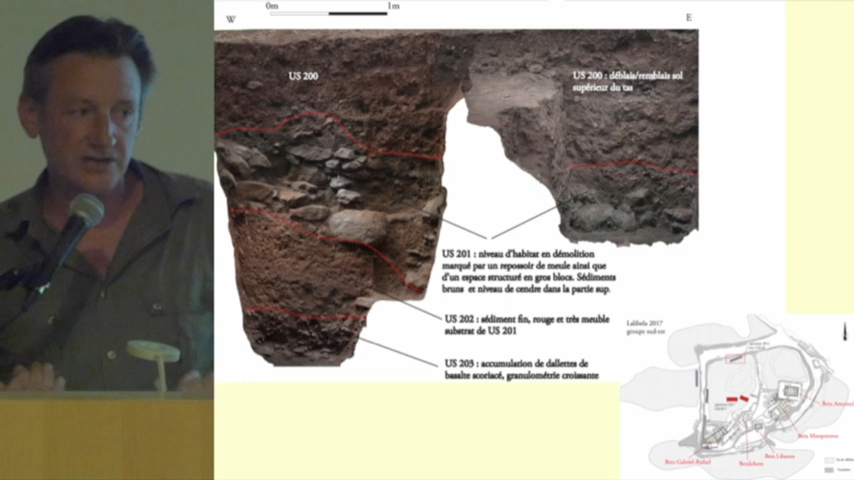 0m 1m
W E
US 200
US 200 : déblais/remblais sol
supérieur du tas
US 201 : niveau d'habitat en démolition
marqué par un repossoir de meule ainsi que
d'un espace structuré en gros blocs. Sédiments
bruns et niveau de cendre dans la partie sup.
US 202 : sédiment fin, rouge et très meuble
substrat de US 201
US 203 : accumulation de dallettes de
basalte scoriacé, granulométrie croissante
Lalibela 2017
groupe sud-est
Beta Marqorewos
Beta Libanos
Bethlehem
Beta Gabriel-Rufael